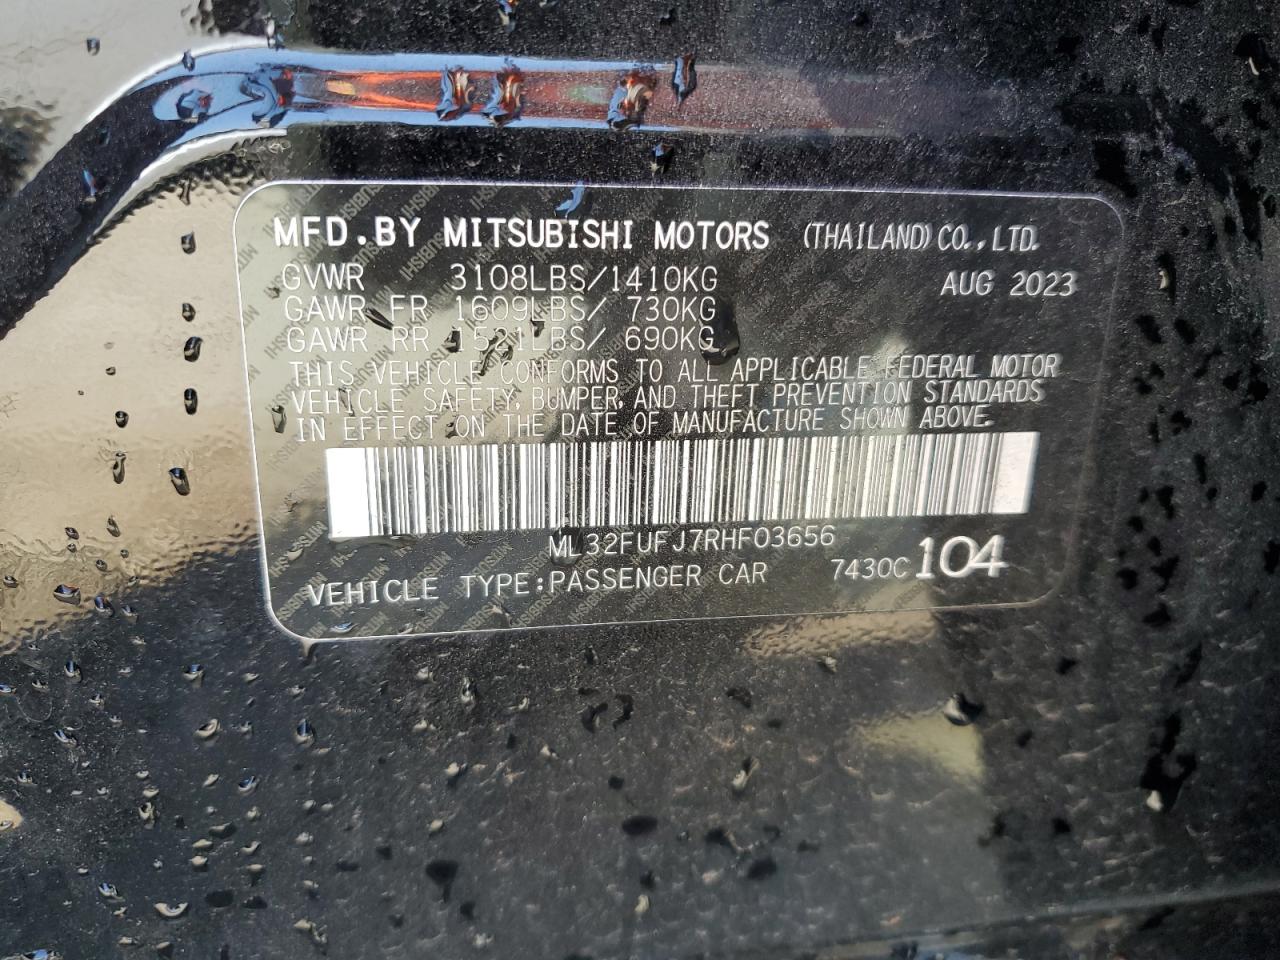 MFD.BY MITSUBISHI MOTORS (THAILAND) CO.,LTD.
GVWR 3108LBS/1410KG AUG 2023
GAWR FR 1609LBS/ 730KG
GAWR RR 1521LBS/ 690KG
THIS VEHICLE CONFORMS TO ALL APPLICABLE FEDERAL MOTOR
VEHICLE SAFETY, BUMPER, AND THEFT PREVENTION STANDARDS
IN EFFECT ON THE DATE OF MANUFACTURE SHOWN ABOVE.
ML32FUFJ7RHF03656
VEHICLE TYPE:PASSENGER CAR 7430C 104